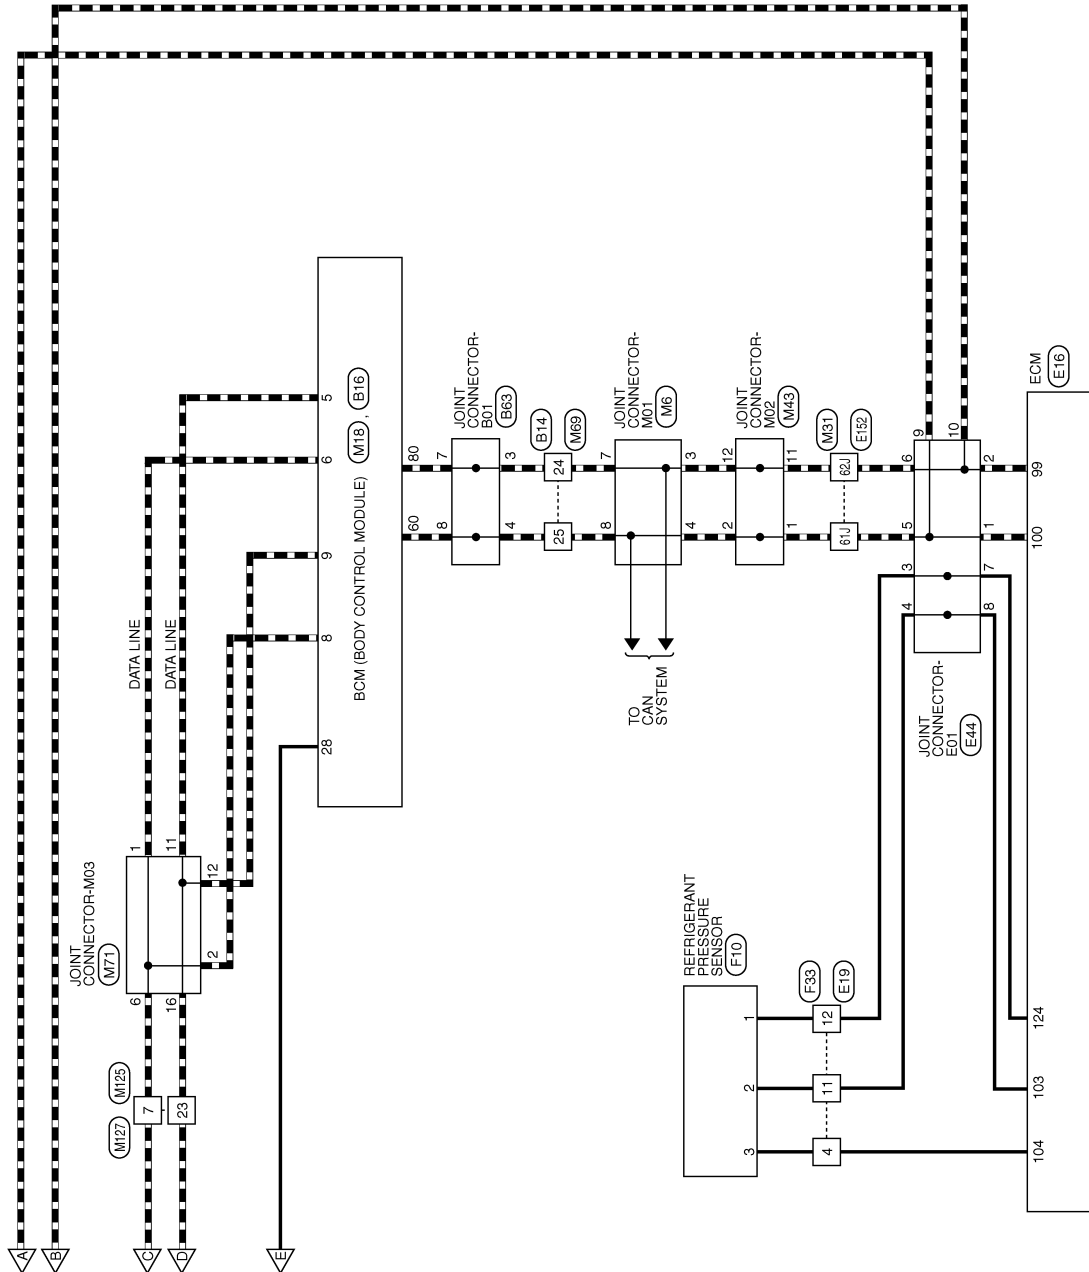 A
B
C
D
E
M127
M125
7
23
JOINT
CONNECTOR-M03
M71
6
16
1
11
2
12
DATA LINE
DATA LINE
28
8
9
6
5
BCM (BODY CONTROL MODULE)
M18 , B16
60
80
8
7
JOINT
CONNECTOR-
B01
B63
4
3
25
24
B14
M69
8
7
JOINT
CONNECTOR-
M01
M6
4
3
TO
CAN
SYSTEM
2
12
JOINT
CONNECTOR-
M02
M43
1
11
61J
62J
M31
E152
4
3
5
6
9
10
JOINT
CONNECTOR-
E01
E44
8
7
1
2
REFRIGERANT
PRESSURE
SENSOR
F10
3
2
1
4
11
12
F33
E19
104
103
124
100
99
ECM
E16